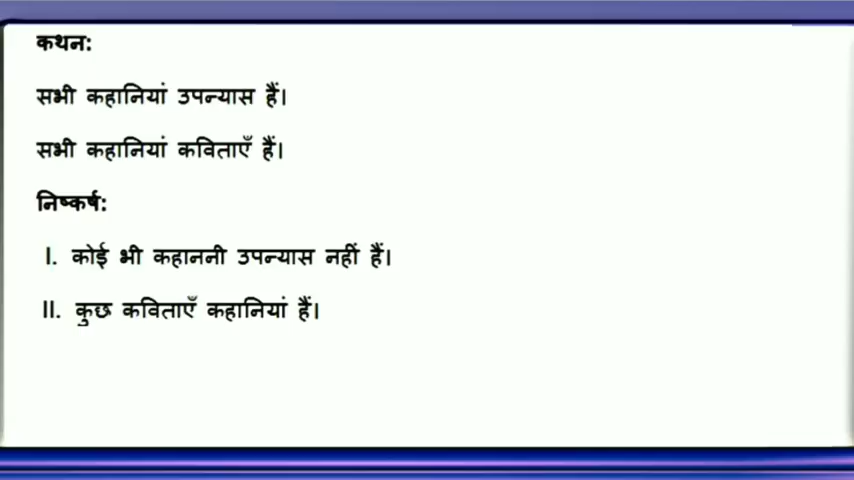 कथन:
सभी कहानियां उपन्यास हैं।
सभी कहानियां कविताएँ हैं।
निष्कर्ष:
I. कोई भी कहाननी उपन्यास नहीं हैं।
II. कुछ कविताएँ कहानियां हैं।